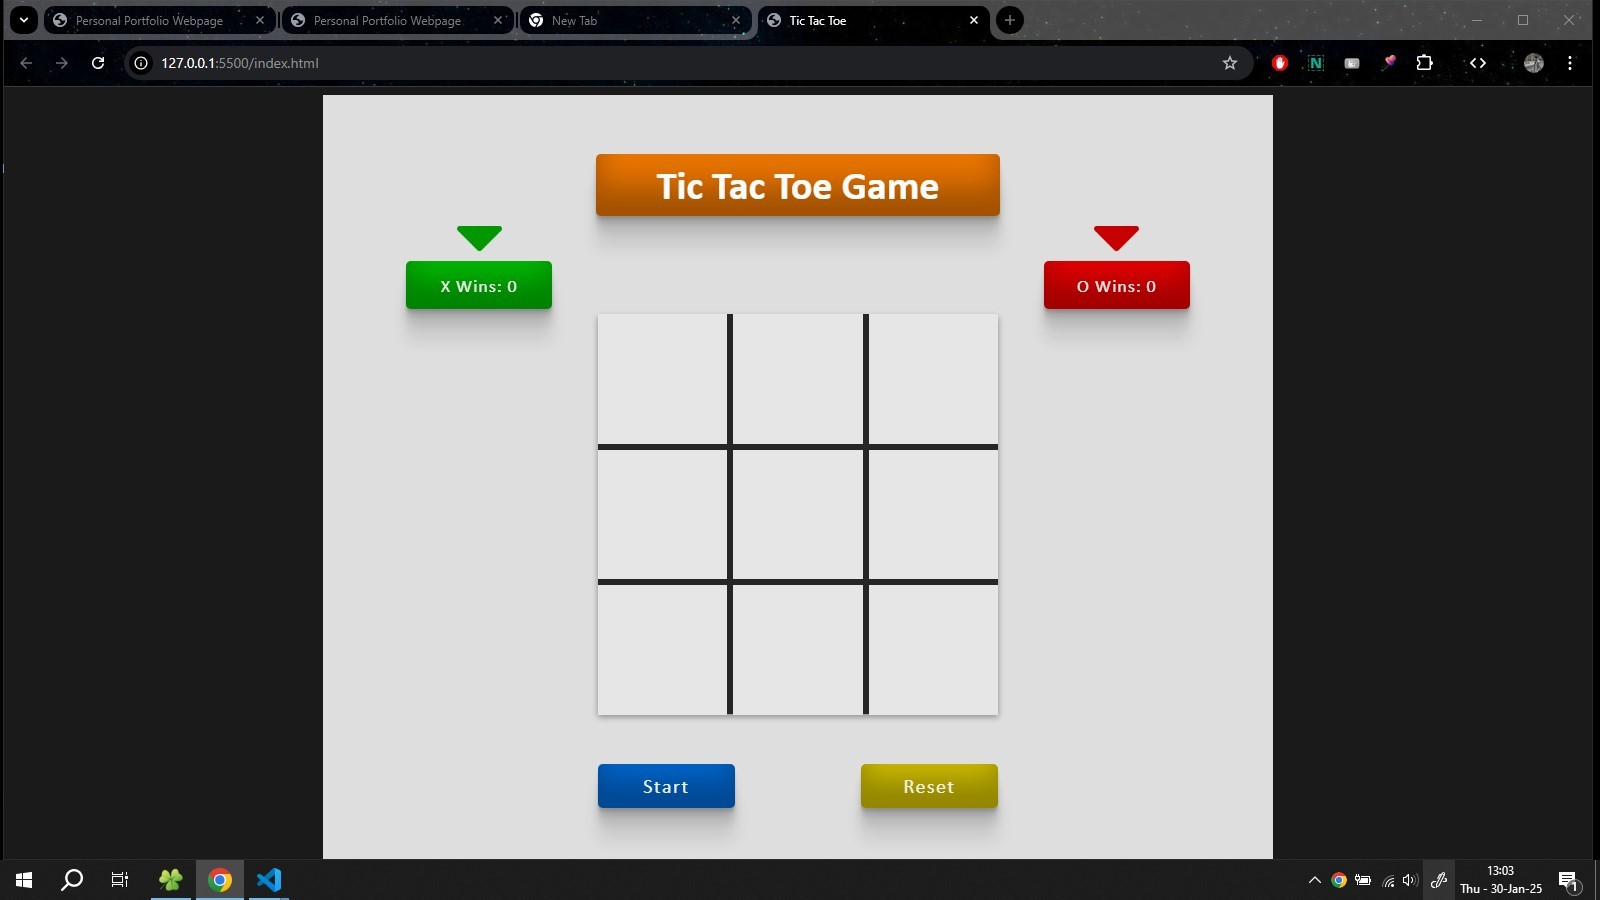 Personal Portfolio Webpage
Personal Portfolio Webpage
New Tab
Tic Tac Toe
127.0.0.1:5500/index.html
N
Tic Tac Toe Game
X Wins: 0
O Wins: 0
Start
Reset
13:03
Thu - 30-Jan-25
1